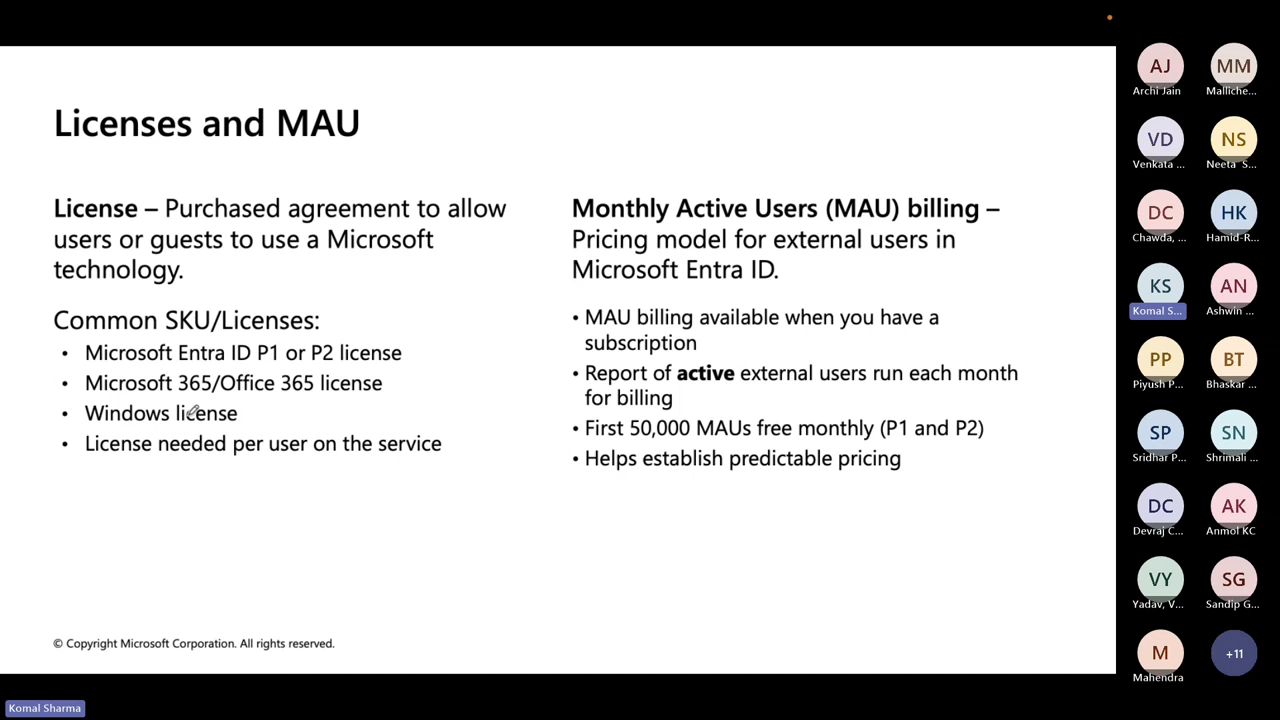 Licenses and MAU
License – Purchased agreement to allow
users or guests to use a Microsoft
technology.
Common SKU/Licenses:
• Microsoft Entra ID P1 or P2 license
• Microsoft 365/Office 365 license
• Windows license
• License needed per user on the service
Monthly Active Users (MAU) billing –
Pricing model for external users in
Microsoft Entra ID.
• MAU billing available when you have a
subscription
• Report of active external users run each month
for billing
• First 50,000 MAUs free monthly (P1 and P2)
• Helps establish predictable pricing
© Copyright Microsoft Corporation. All rights reserved.
Komal Sharma
AJ MM
Archi Jain Malliche...
VD NS
Venkata ... Neeta S...
DC HK
Chawda, ... Hamid-R...
KS AN
Komal S... Ashwin ...
PP BT
Piyush P... Bhaskar ...
SP SN
Sridhar P... Shrimali ...
DC AK
Devraj C... Anmol KC
VY SG
Yadav, V... Sandip G...
M +11
Mahendra